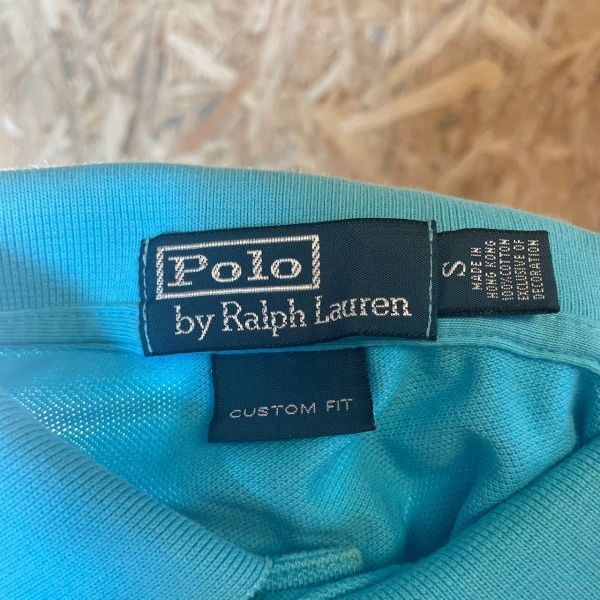 Polo
by Ralph Lauren
S
MADE IN
HONG KONG
100% COTTON
EXCLUSIVE OF
DECORATION
CUSTOM FIT